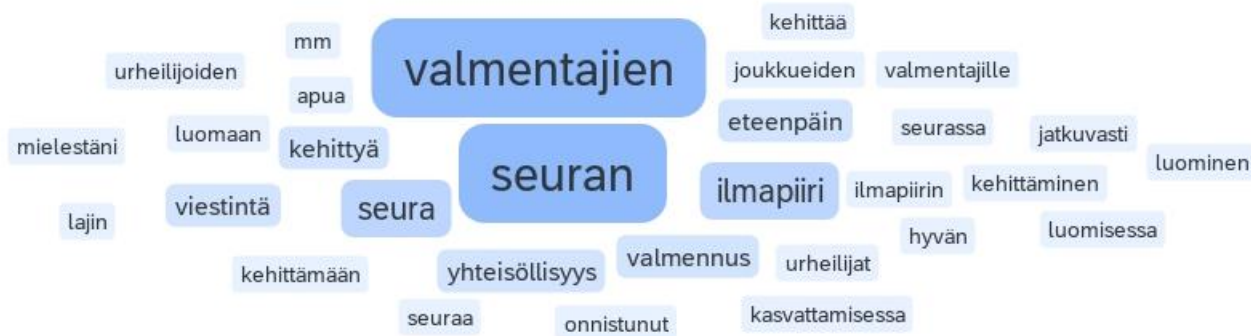 kehittää
mm
valmentajien
urheilijoiden
joukkueiden
valmentajille
apua
eteenpäin
seurassa
jatkuvasti
luomaan
mielestäni
kehittyä
luominen
seuran
ilmapiiri
ilmapiirin
kehittäminen
viestintä
seura
lajin
hyvän
luomisessa
valmennus
urheilijat
yhteisöllisyys
kehittämään
kasvattamisessa
seuraa
onnistunut